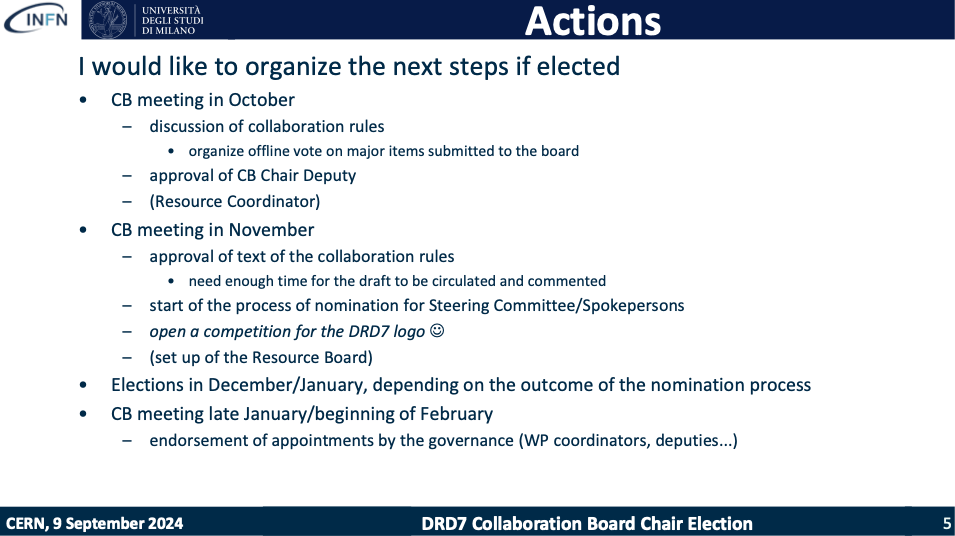 INFN
UNIVERSITÀ
DEGLI STUDI
DI MILANO
Actions
I would like to organize the next steps if elected
• CB meeting in October
– discussion of collaboration rules
• organize offline vote on major items submitted to the board
– approval of CB Chair Deputy
– (Resource Coordinator)
• CB meeting in November
– approval of text of the collaboration rules
• need enough time for the draft to be circulated and commented
– start of the process of nomination for Steering Committee/Spokepersons
– open a competition for the DRD7 logo ☺
– (set up of the Resource Board)
• Elections in December/January, depending on the outcome of the nomination process
• CB meeting late January/beginning of February
– endorsement of appointments by the governance (WP coordinators, deputies...)
CERN, 9 September 2024
DRD7 Collaboration Board Chair Election
5